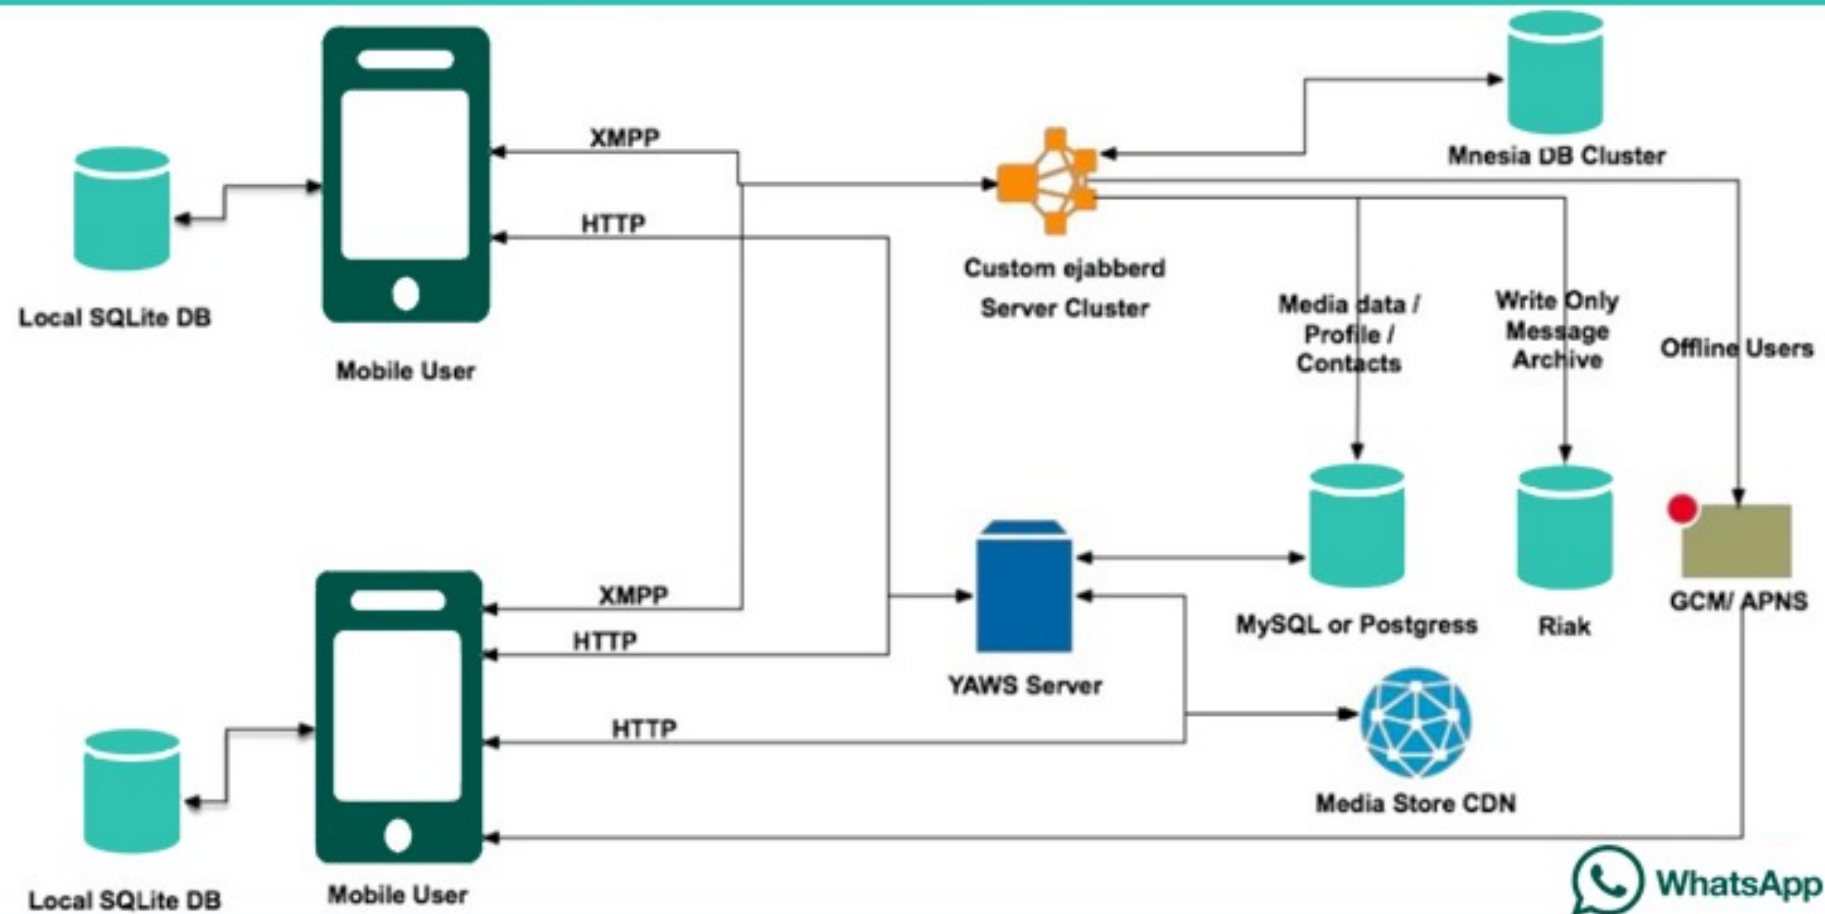 XMPP
HTTP
Local SQLite DB
Mobile User
Mnesia DB Cluster
Custom ejabberd
Server Cluster
Media data /
Profile /
Contacts
Write Only
Message
Archive
Offline Users
XMPP
HTTP
HTTP
YAWS Server
MySQL or Postgress
Riak
GCM/ APNS
Media Store CDN
Local SQLite DB
Mobile User
WhatsApp